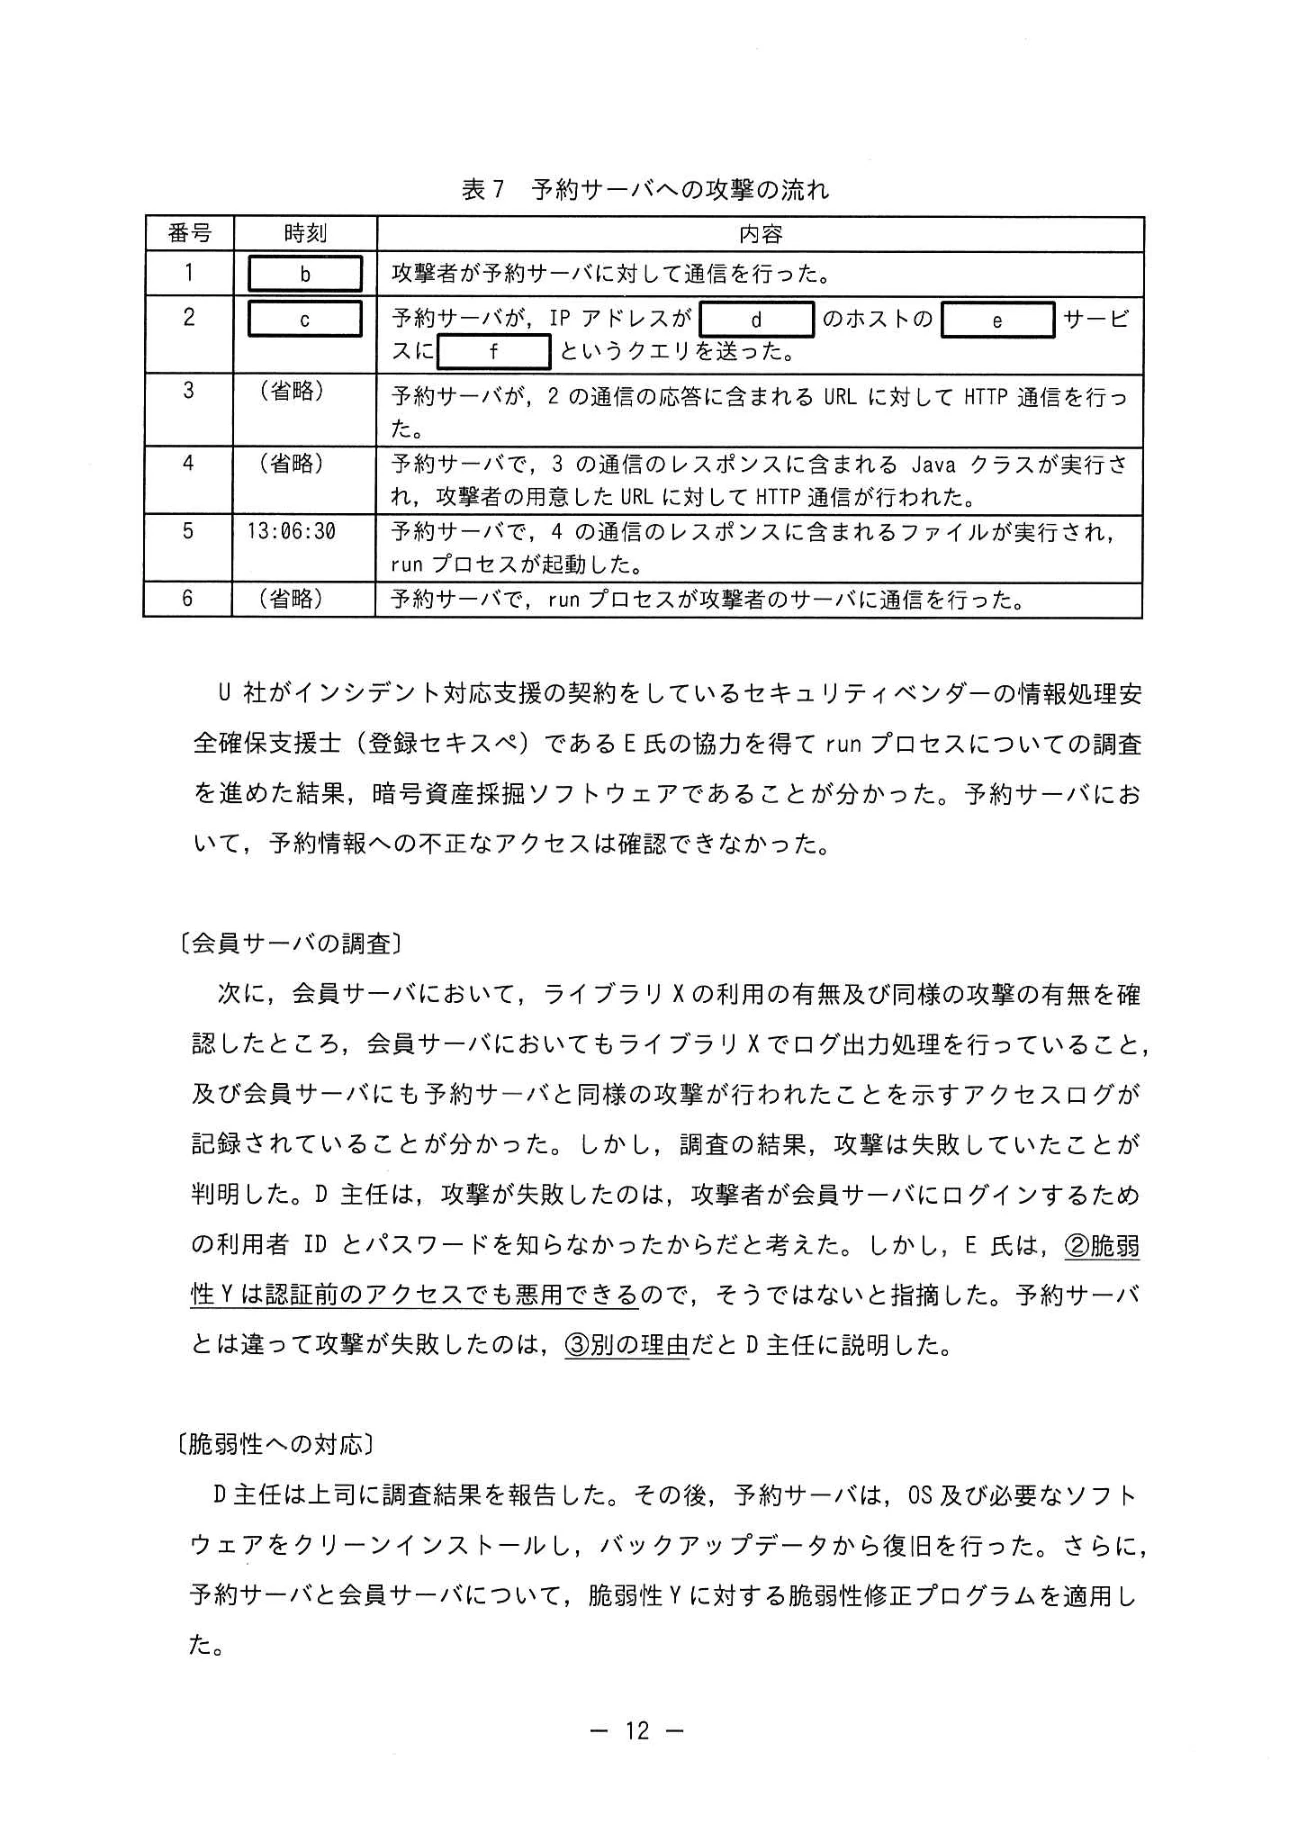 表7 予約サーバへの攻撃の流れ
番号 時刻 内容
1 b 攻撃者が予約サーバに対して通信を行った。
2 c 予約サーバが，IP アドレスが d のホストの e サービ
スに f というクエリを送った。
3 （省略） 予約サーバが，2 の通信の応答に含まれる URL に対して HTTP 通信を行っ
た。
4 （省略） 予約サーバで，3 の通信のレスポンスに含まれる Java クラスが実行さ
れ，攻撃者の用意した URL に対して HTTP 通信が行われた。
5 13:06:30 予約サーバで，4 の通信のレスポンスに含まれるファイルが実行され，
run プロセスが起動した。
6 （省略） 予約サーバで，run プロセスが攻撃者のサーバに通信を行った。
U 社がインシデント対応支援の契約をしているセキュリティベンダーの情報処理安
全確保支援士（登録セキスペ）である E 氏の協力を得て run プロセスについての調査
を進めた結果，暗号資産採掘ソフトウェアであることが分かった。予約サーバにお
いて，予約情報への不正なアクセスは確認できなかった。
〔会員サーバの調査〕
次に，会員サーバにおいて，ライブラリ X の利用の有無及び同様の攻撃の有無を確
認したところ，会員サーバにおいてもライブラリ X でログ出力処理を行っていること，
及び会員サーバにも予約サーバと同様の攻撃が行われたことを示すアクセスログが
記録されていることが分かった。しかし，調査の結果，攻撃は失敗していたことが
判明した。D 主任は，攻撃が失敗したのは，攻撃者が会員サーバにログインするため
の利用者 ID とパスワードを知らなかったからだと考えた。しかし，E 氏は，②脆弱
性 Y は認証前のアクセスでも悪用できるので，そうではないと指摘した。予約サーバ
とは違って攻撃が失敗したのは，③別の理由だと D 主任に説明した。
〔脆弱性への対応〕
D 主任は上司に調査結果を報告した。その後，予約サーバは，OS 及び必要なソフト
ウェアをクリーンインストールし，バックアップデータから復旧を行った。さらに，
予約サーバと会員サーバについて，脆弱性 Y に対する脆弱性修正プログラムを適用し
た。
－ 12 －